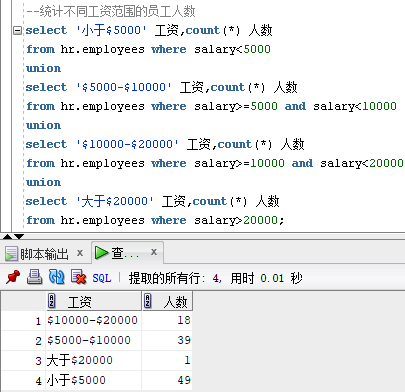 --统计不同工资范围的员工人数
select '小于$5000' 工资,count(*) 人数
from hr.employees where salary<5000
union
select '$5000-$10000' 工资,count(*) 人数
from hr.employees where salary>=5000 and salary<10000
union
select '$10000-$20000' 工资,count(*) 人数
from hr.employees where salary>=10000 and salary<20000
union
select '大于$20000' 工资,count(*) 人数
from hr.employees where salary>20000;
脚本输出 × 查... ×
SQL | 提取的所有行: 4, 用时 0.01 秒
工资 人数
1 $10000-$20000 18
2 $5000-$10000 39
3 大于$20000 1
4 小于$5000 49